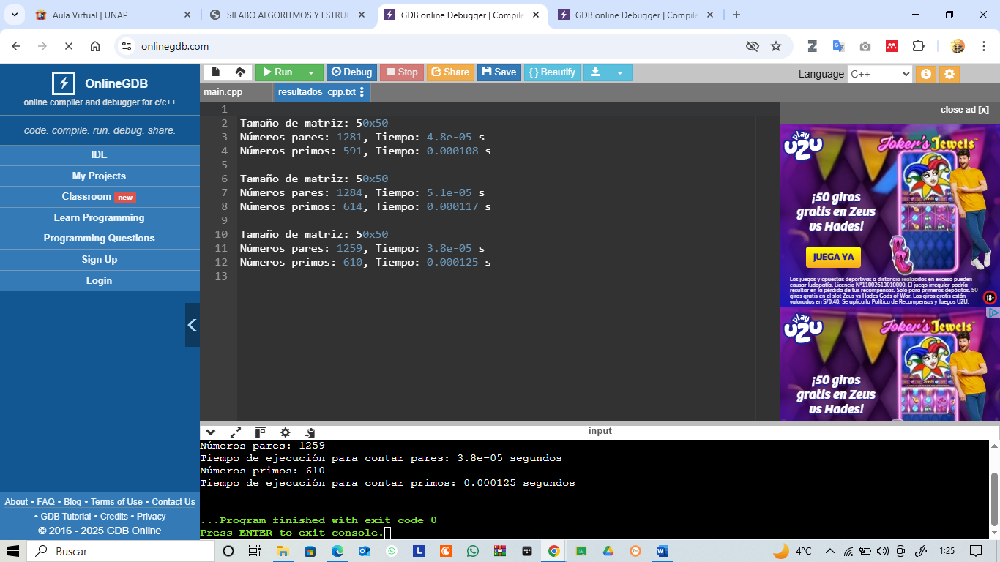 Aula Virtual | UNAP
SILABO ALGORITMOS Y ESTRUC
GDB online Debugger | Compile
GDB online Debugger | Compile
onlinegdb.com
OnlineGDB
online compiler and debugger for c/c++
code. compile. run. debug. share.
IDE
My Projects
Classroom new
Learn Programming
Programming Questions
Sign Up
Login
About • FAQ • Blog • Terms of Use • Contact Us
• GDB Tutorial • Credits • Privacy
© 2016 - 2025 GDB Online
Run Debug Stop Share Save { } Beautify
Language C++
main.cpp resultados_cpp.txt
1
2 Tamaño de matriz: 50x50
3 Números pares: 1281, Tiempo: 4.8e-05 s
4 Números primos: 591, Tiempo: 0.000108 s
5
6 Tamaño de matriz: 50x50
7 Números pares: 1284, Tiempo: 5.1e-05 s
8 Números primos: 614, Tiempo: 0.000117 s
9
10 Tamaño de matriz: 50x50
11 Números pares: 1259, Tiempo: 3.8e-05 s
12 Números primos: 610, Tiempo: 0.000125 s
13
close ad [x]
play UZU
Joker's Jewels
¡50 giros
gratis en Zeus
vs Hades!
JUEGA YA
Los juegos y apuestas deportivas a distancia realizados en exceso pueden
causar ludopatía. Licencia N°11002613010000. El juego irregular podría
resultar en la pérdida de tus recompensas. Solo para primeros depósitos. 50
giros gratis en el slot Zeus vs Hades Gods of War. Los giros gratis están
valorados en S/0.40. Se aplica la Política de Recompensas y Juegos UZU.
18+
play UZU
Joker's Jewels
¡50 giros
gratis en Zeus
vs Hades!
input
Números pares: 1259
Tiempo de ejecución para contar pares: 3.8e-05 segundos
Números primos: 610
Tiempo de ejecución para contar primos: 0.000125 segundos
...Program finished with exit code 0
Press ENTER to exit console.
Buscar
4°C
1:25